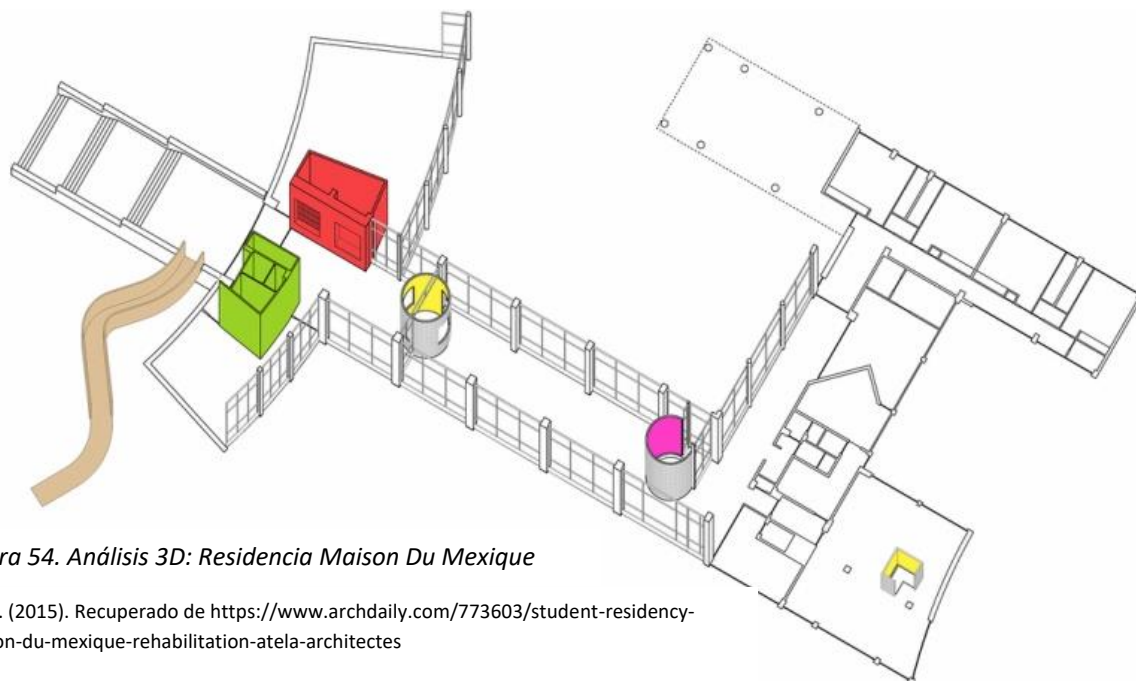 ra 54. Análisis 3D: Residencia Maison Du Mexique
. (2015). Recuperado de https://www.archdaily.com/773603/student-residency-
on-du-mexique-rehabilitation-atela-architectes